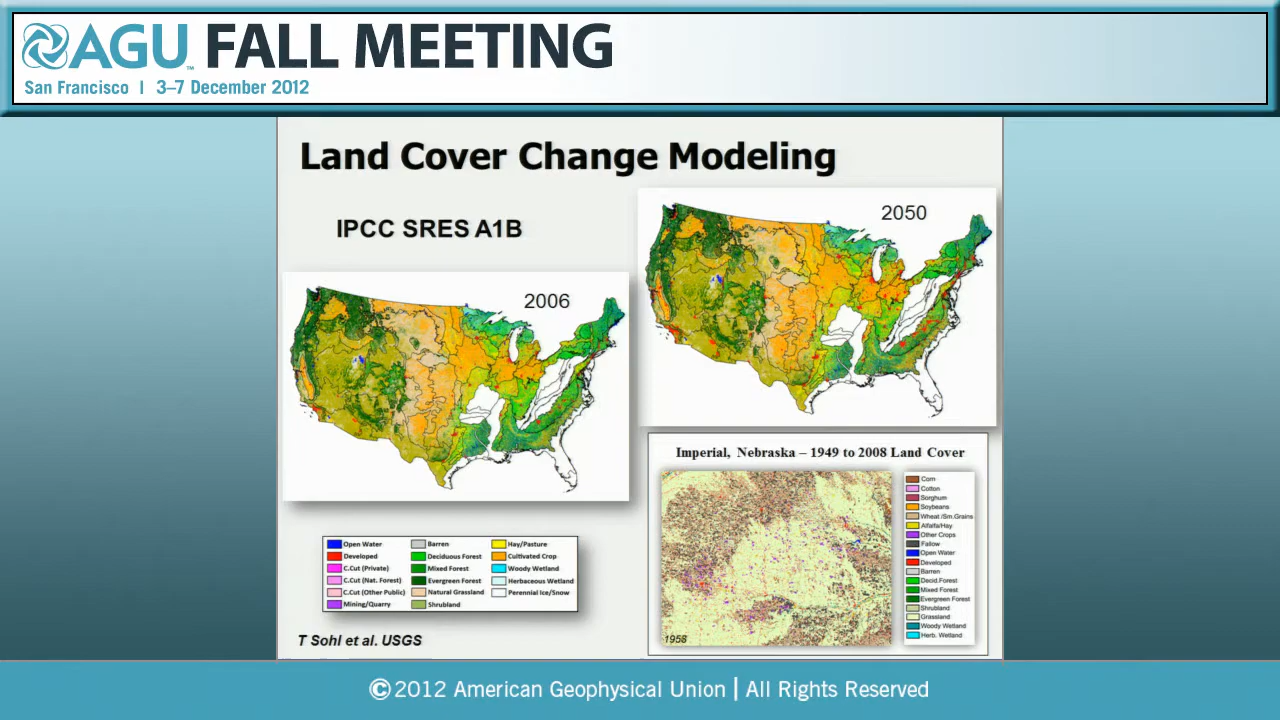 AGU™ FALL MEETING
San Francisco | 3–7 December 2012
Land Cover Change Modeling
IPCC SRES A1B
2050
2006
Imperial, Nebraska – 1949 to 2008 Land Cover
1958
Corn
Cotton
Sorghum
Soybeans
Wheat /Sm.Grains
Alfalfa/Hay
Other Crops
Fallow
Open Water
Developed
Barren
Decid.Forest
Mixed Forest
Evergreen Forest
Shrubland
Grassland
Woody Wetland
Herb. Wetland
Open Water
Developed
C.Cut (Private)
C.Cut (Nat. Forest)
C.Cut (Other Public)
Mining/Quarry
Barren
Deciduous Forest
Mixed Forest
Evergreen Forest
Natural Grassland
Shrubland
Hay/Pasture
Cultivated Crop
Woody Wetland
Herbaceous Wetland
Perennial Ice/Snow
T Sohl et al. USGS
©2012 American Geophysical Union | All Rights Reserved